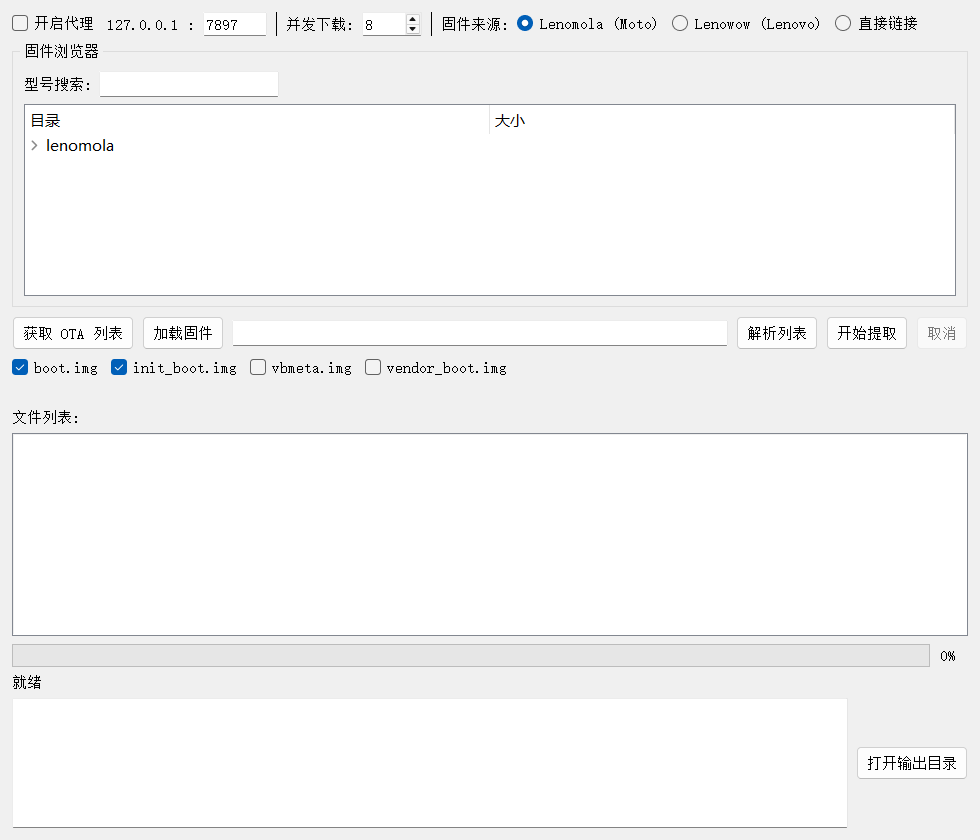 开启代理 127.0.0.1 : 7897 并发下载: 8 固件来源: Lenomola (Moto) Lenowow (Lenovo) 直接链接
固件浏览器
型号搜索:
目录 大小
lenomola
获取 OTA 列表 加载固件 解析列表 开始提取 取消
boot.img init_boot.img vbmeta.img vendor_boot.img
文件列表:
0%
就绪
打开输出目录